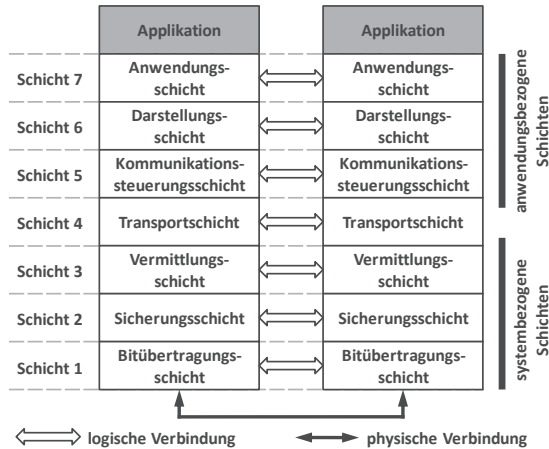 Applikation Applikation
Schicht 7 Anwendungs- Anwendungs-
schicht schicht
Schicht 6 Darstellungs- Darstellungs-
schicht schicht
Schicht 5 Kommunikations- Kommunikations-
steuerungsschicht steuerungsschicht
Schicht 4 Transportschicht Transportschicht
Schicht 3 Vermittlungs- Vermittlungs-
schicht schicht
Schicht 2 Sicherungsschicht Sicherungsschicht
Schicht 1 Bitübertragungs- Bitübertragungs-
schicht schicht
anwendungsbezogene
Schichten
systembezogene
Schichten
logische Verbindung physische Verbindung